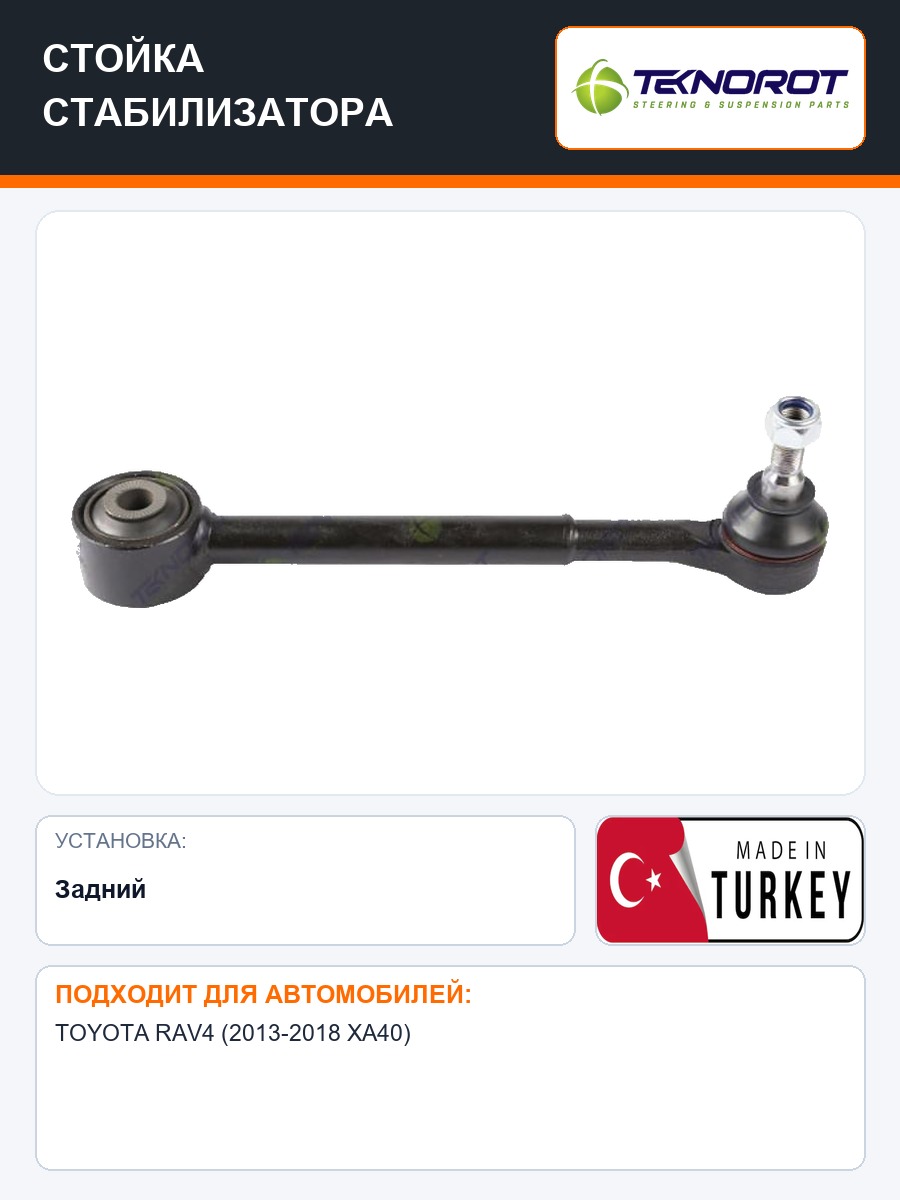 СТОЙКА
СТАБИЛИЗАТОРА
TEKNOROT
STEERING & SUSPENSION PARTS
TEKNOROT
УСТАНОВКА:
Задний
MADE IN
TURKEY
ПОДХОДИТ ДЛЯ АВТОМОБИЛЕЙ:
TOYOTA RAV4 (2013-2018 XA40)